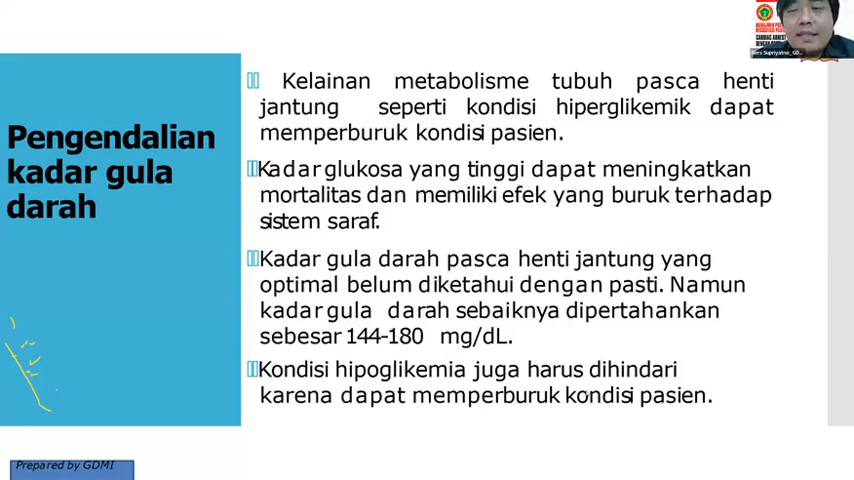 Pengendalian
kadar gula
darah
Kelainan metabolisme tubuh pasca henti
jantung seperti kondisi hiperglikemik dapat
memperburuk kondisi pasien.
Kadar glukosa yang tinggi dapat meningkatkan
mortalitas dan memiliki efek yang buruk terhadap
sistem saraf.
Kadar gula darah pasca henti jantung yang
optimal belum diketahui dengan pasti. Namun
kadar gula darah sebaiknya dipertahankan
sebesar 144-180 mg/dL.
Kondisi hipoglikemia juga harus dihindari
karena dapat memperburuk kondisi pasien.
Prepared by GDMI